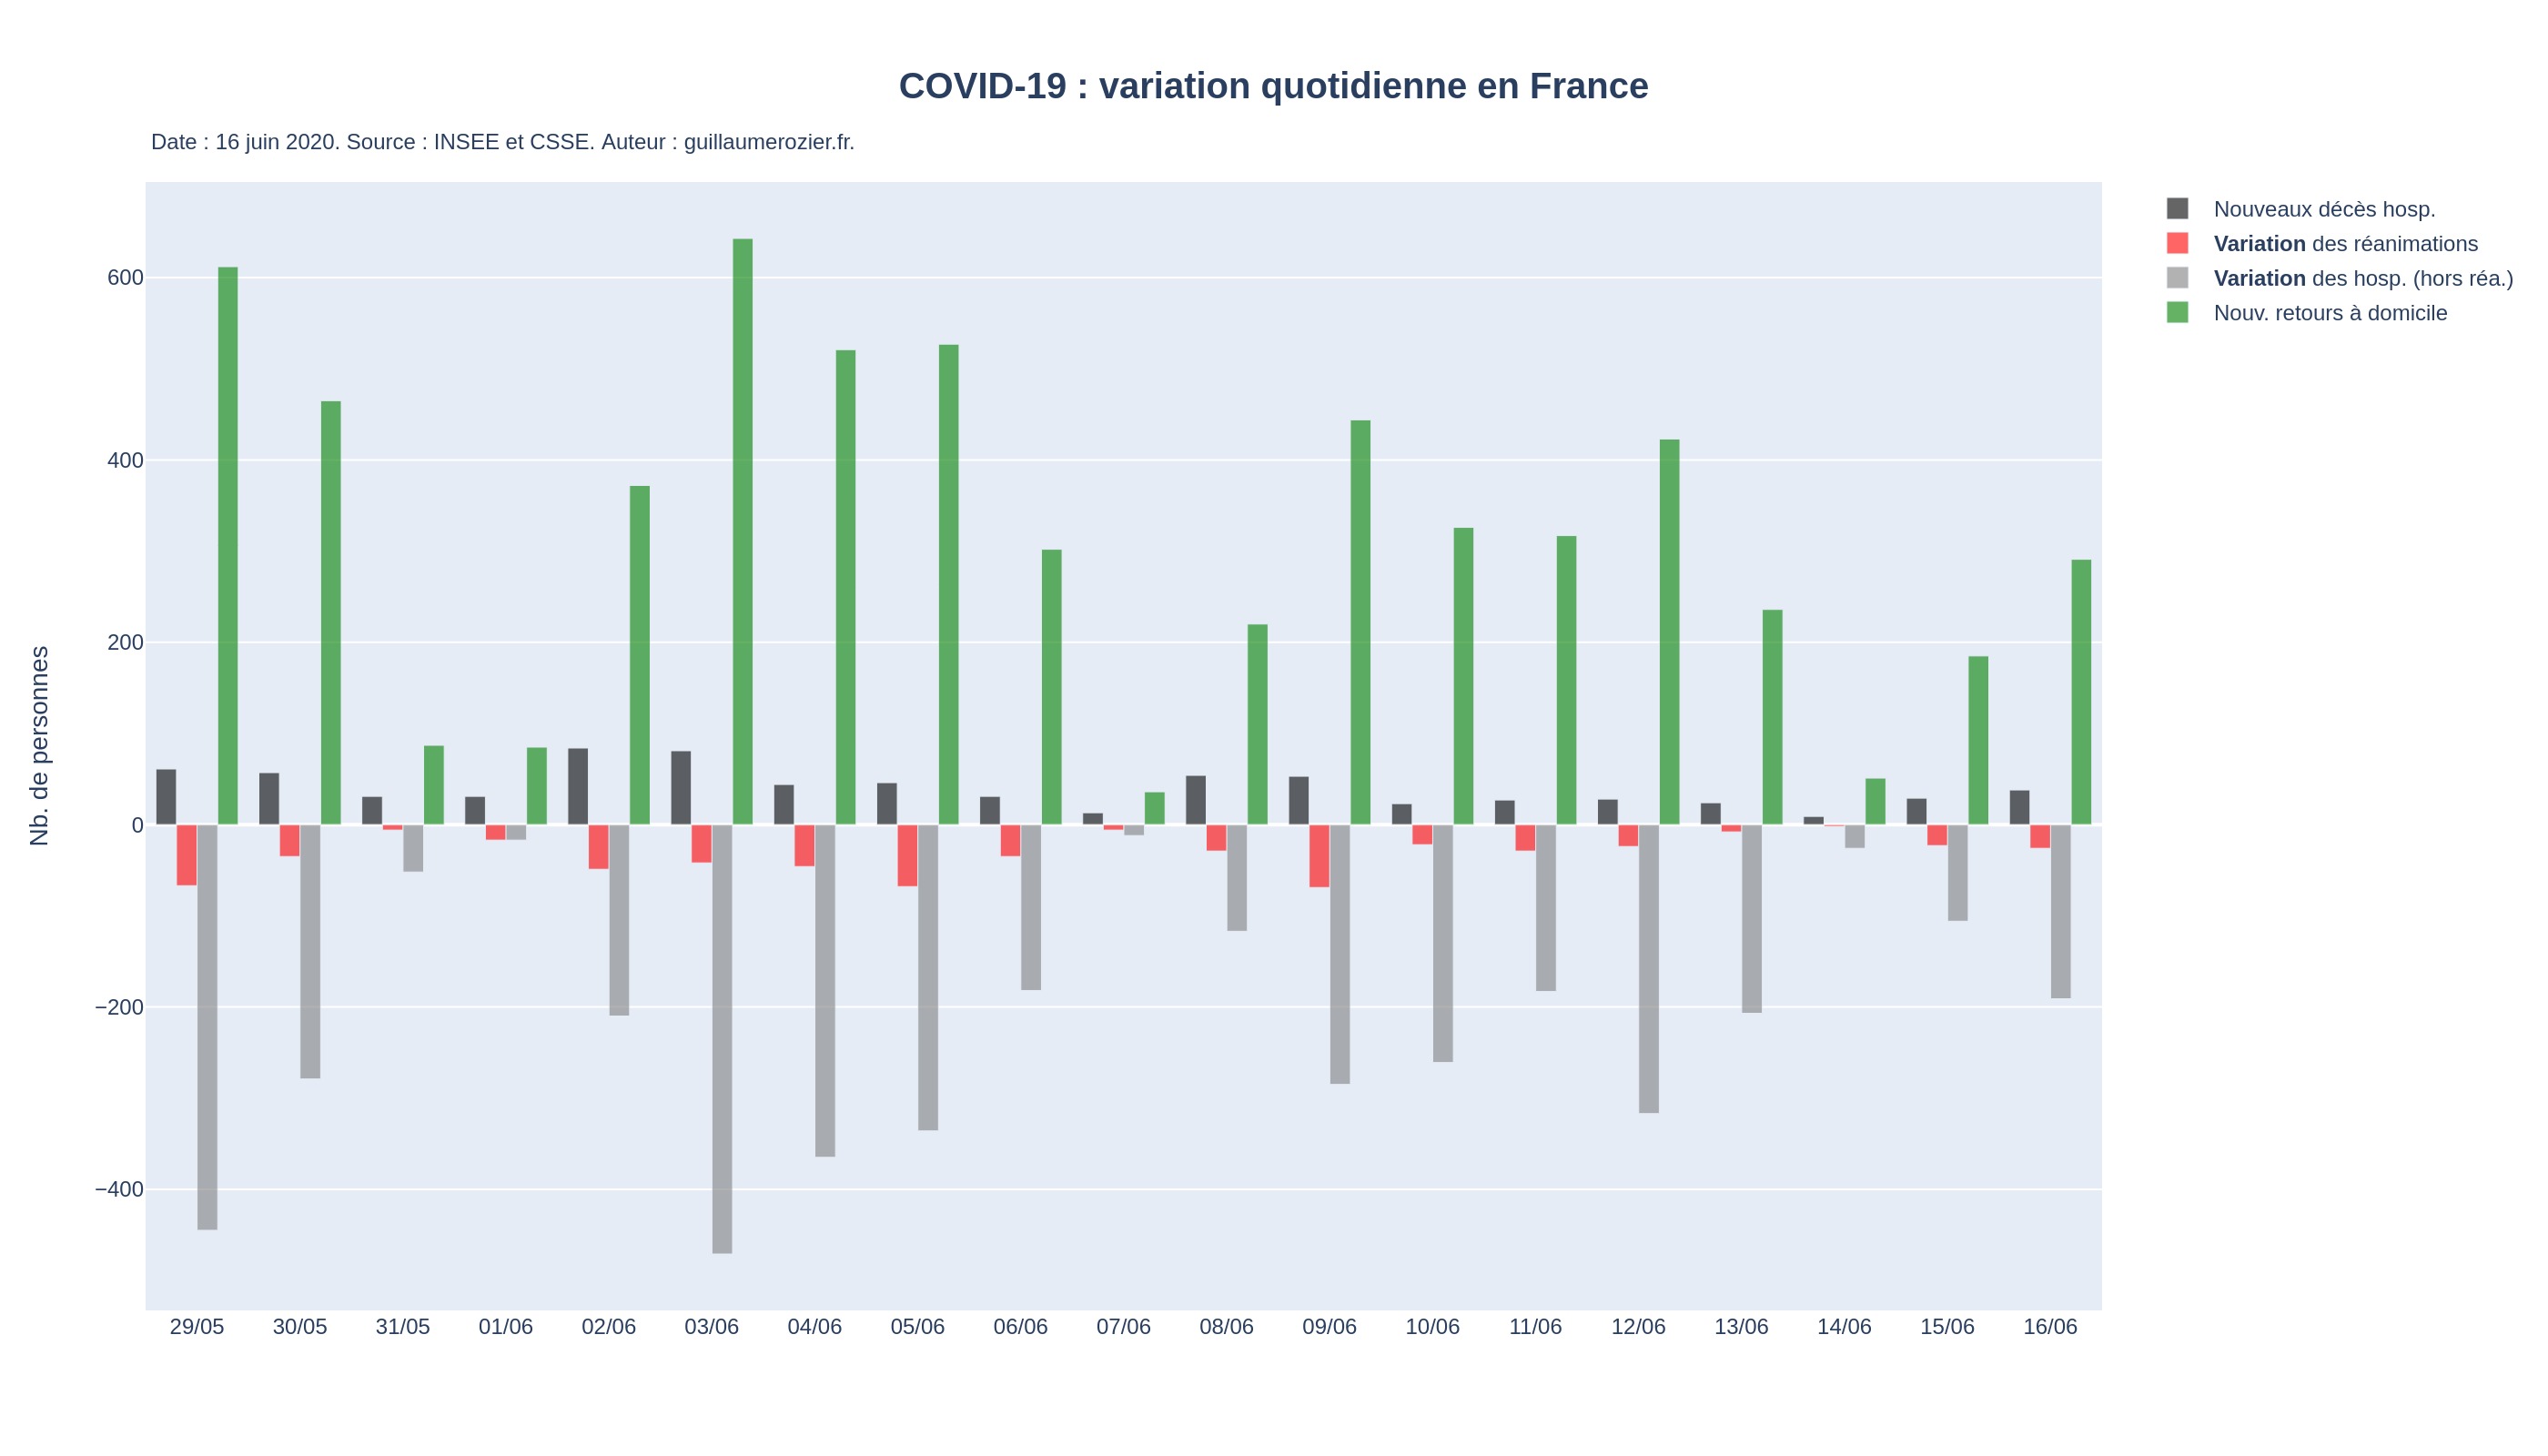 COVID-19 : variation quotidienne en France
Date : 16 juin 2020. Source : INSEE et CSSE. Auteur : guillaumerozier.fr.
Nouveaux décès hosp.
Variation des réanimations
Variation des hosp. (hors réa.)
Nouv. retours à domicile
Nb. de personnes
600
400
200
0
−200
−400
29/05 30/05 31/05 01/06 02/06 03/06 04/06 05/06 06/06 07/06 08/06 09/06 10/06 11/06 12/06 13/06 14/06 15/06 16/06